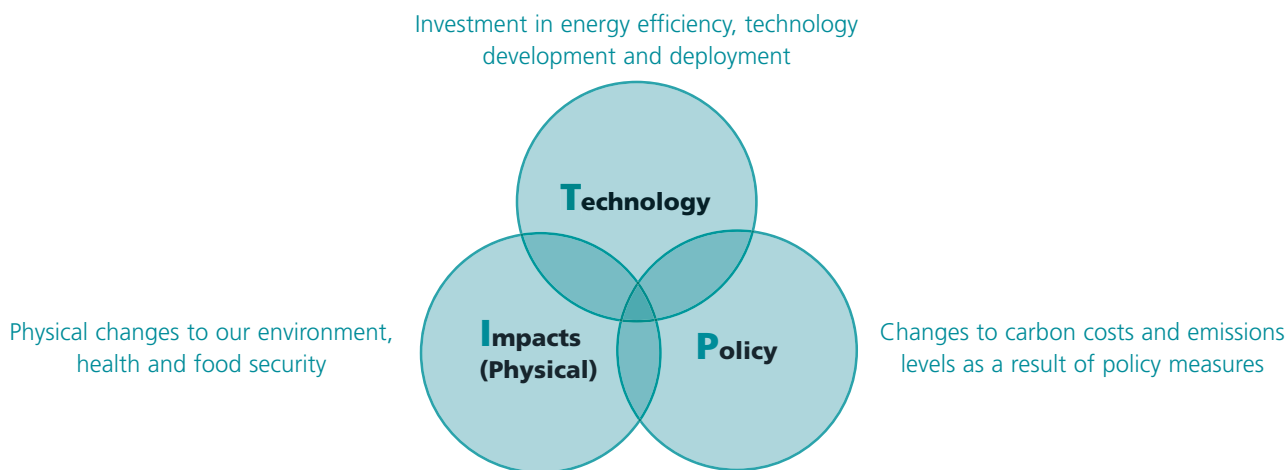 Investment in energy efficiency, technology
development and deployment
Technology
Physical changes to our environment,
health and food security
Impacts
(Physical)
Policy
Changes to carbon costs and emissions
levels as a result of policy measures